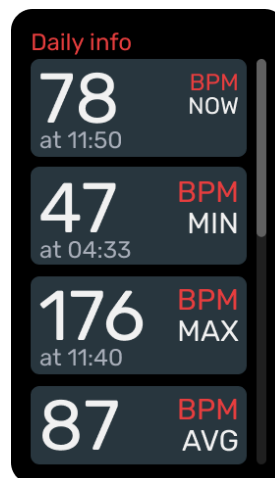 Daily info
78 BPM
NOW
at 11:50
47 BPM
MIN
at 04:33
176 BPM
MAX
at 11:40
87 BPM
AVG